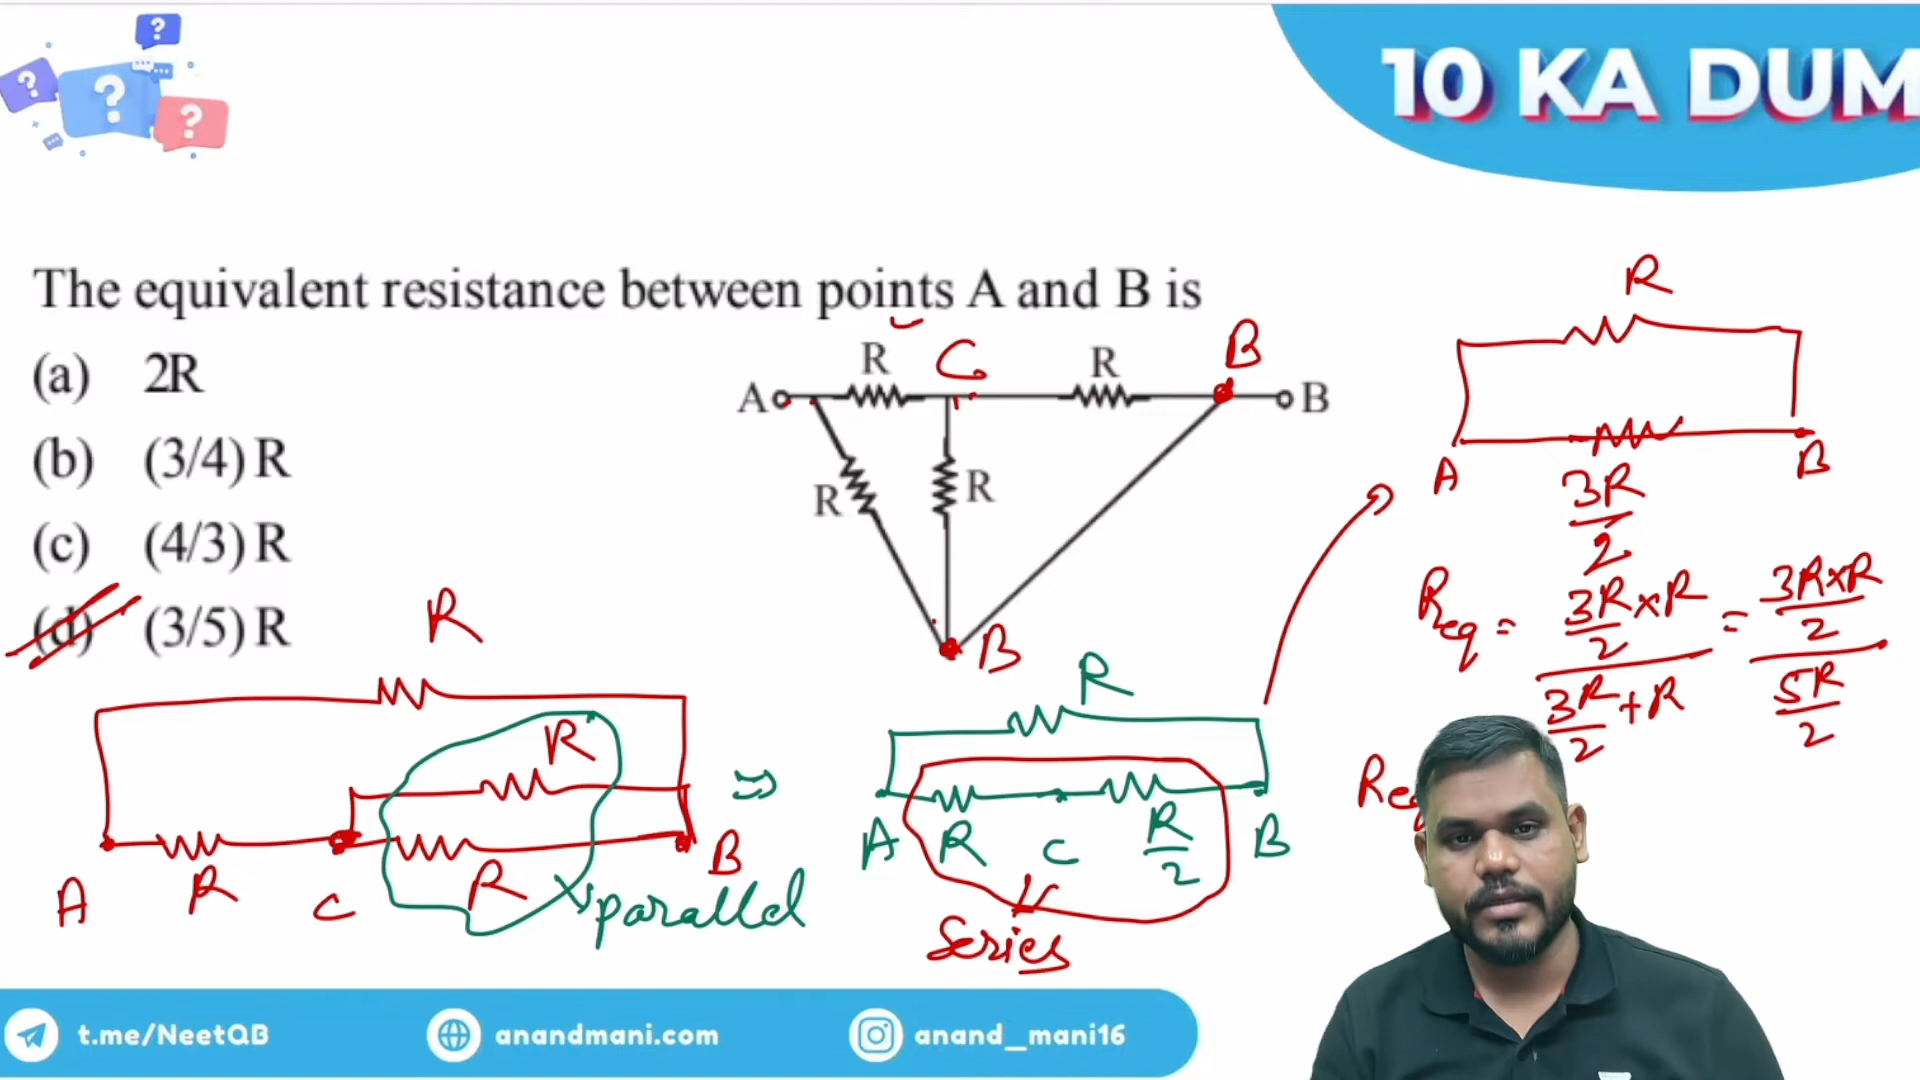 10 KA DUM
The equivalent resistance between points A and B is
(a) 2R
(b) (3/4) R
(c) (4/3) R
(d) (3/5) R
R C R B
A B
R R
B
R
A B
3R/2
Req = (3R/2 × R)/(3R/2 + R) = (3R×R/2)/(5R/2)
Re
R
R
A R C R B
parallel
⇒
R
A R C R/2 B
Series
? ? ?
t.me/NeetQB
anandmani.com
anand_mani16